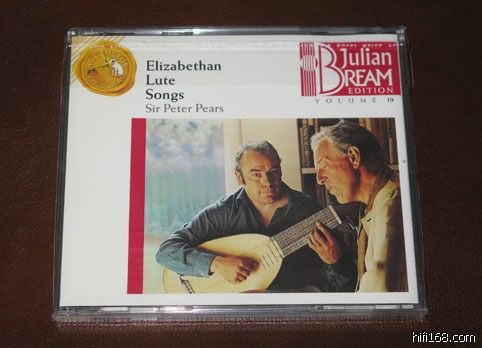 Elizabethan
Lute
Songs
Sir Peter Pears
Julian
BREAM
EDITION
VOLUME 19
hifi168.com